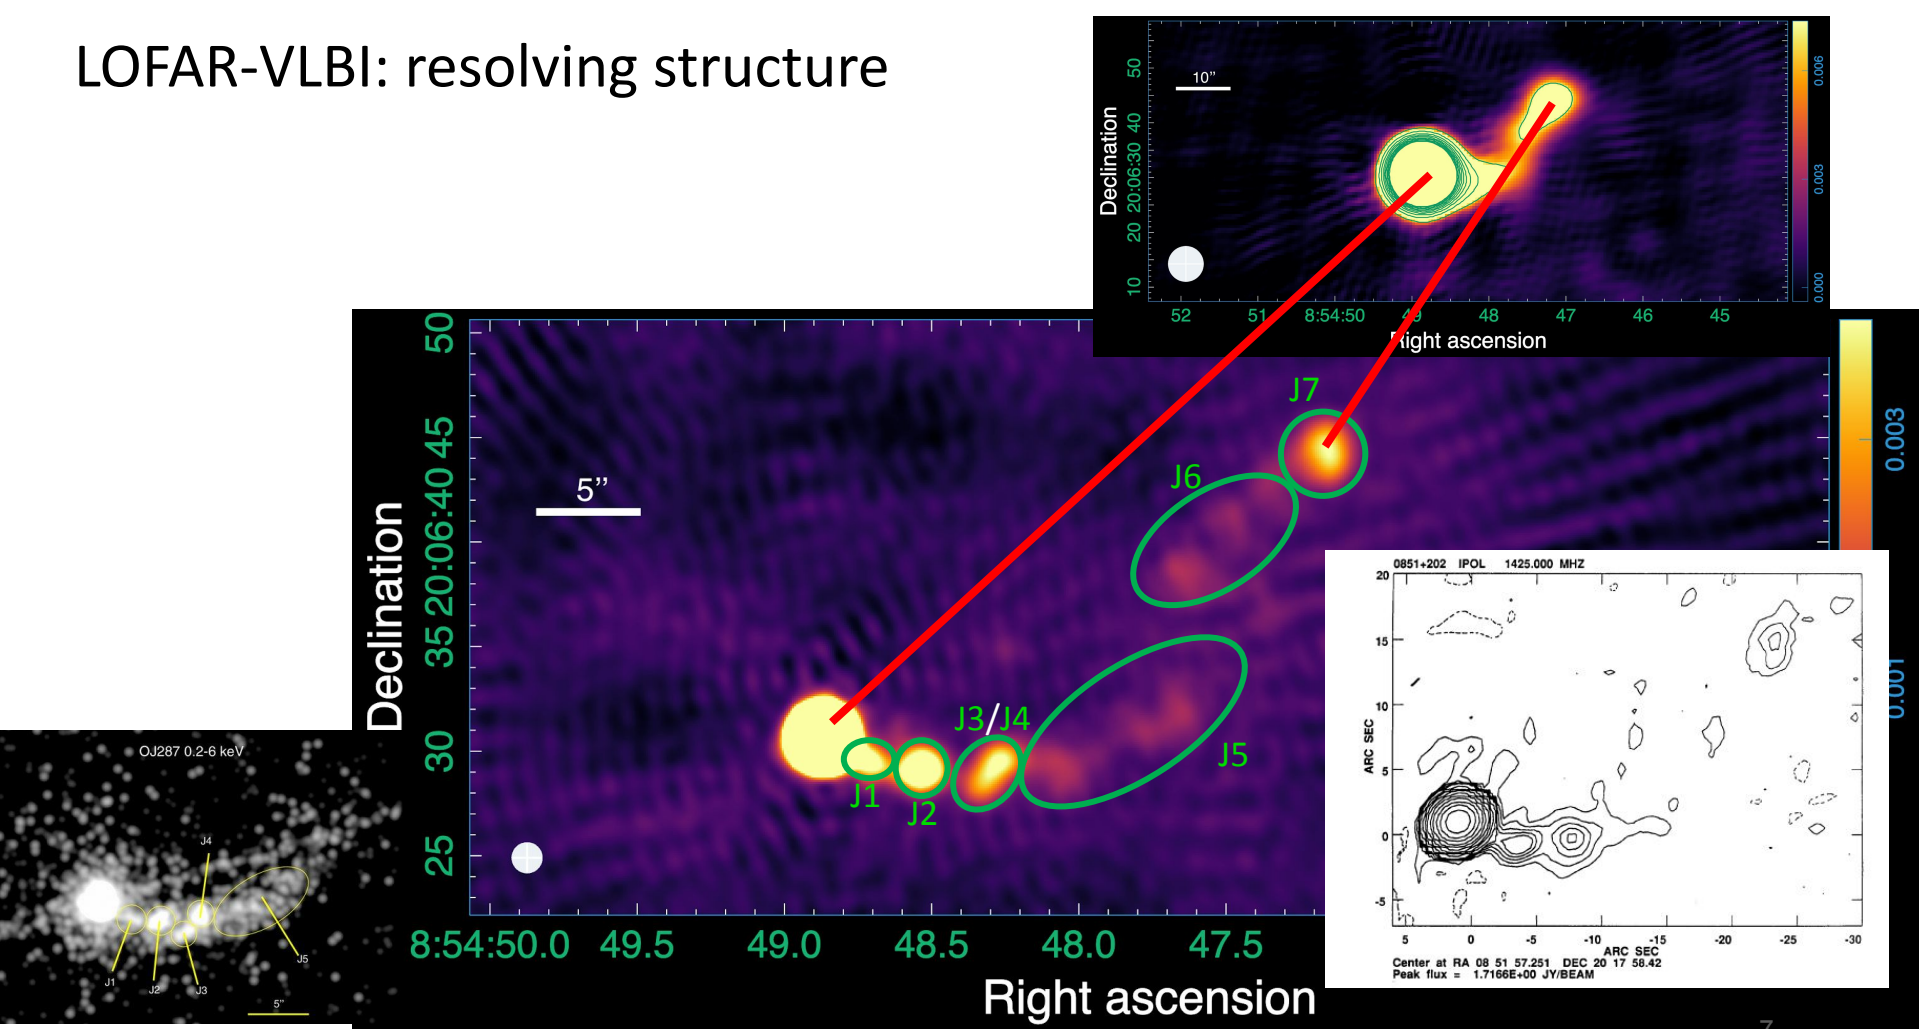 LOFAR-VLBI: resolving structure
10’’
Declination
50
40
20:06:30
20
10
52
51
8:54:50
49
48
47
46
45
Right ascension
0.006
0.003
0.000
50
45
20:06:40
35
30
25
Declination
5’’
J7
J6
J3/J4
J5
J1
J2
8:54:50.0
49.5
49.0
48.5
48.0
47.5
Right ascension
0.003
0.001
OJ287 0.2-6 keV
J4
J5
J1
J2
J3
5"
0851+202 IPOL 1425.000 MHZ
20
15
10
5
0
-5
ARC SEC
5 0 -5 -10 -15 -20 -25 -30
ARC SEC
Center at RA 08 51 57.251 DEC 20 17 58.42
Peak flux = 1.7166E+00 JY/BEAM